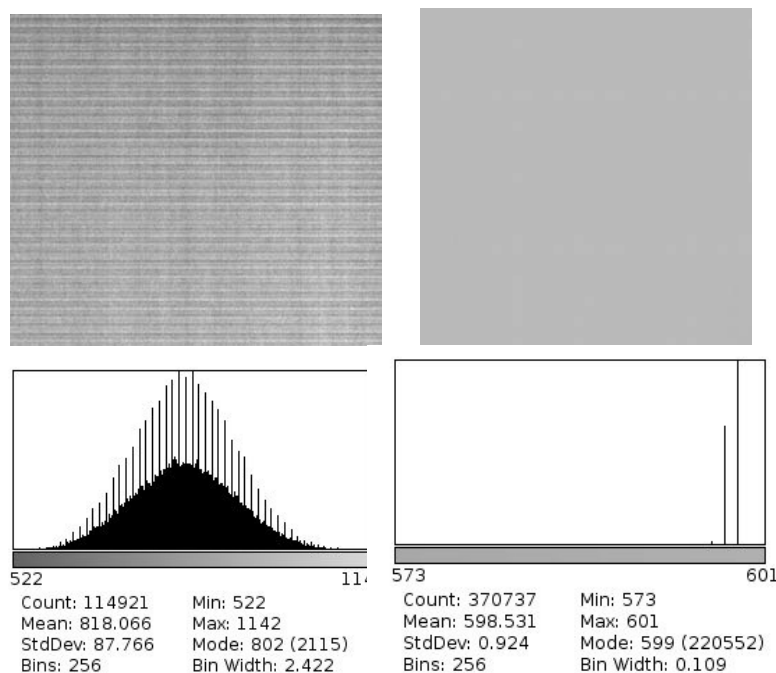 522 114
573 601
Count: 114921 Min: 522
Mean: 818.066 Max: 1142
StdDev: 87.766 Mode: 802 (2115)
Bins: 256 Bin Width: 2.422
Count: 370737 Min: 573
Mean: 598.531 Max: 601
StdDev: 0.924 Mode: 599 (220552)
Bins: 256 Bin Width: 0.109